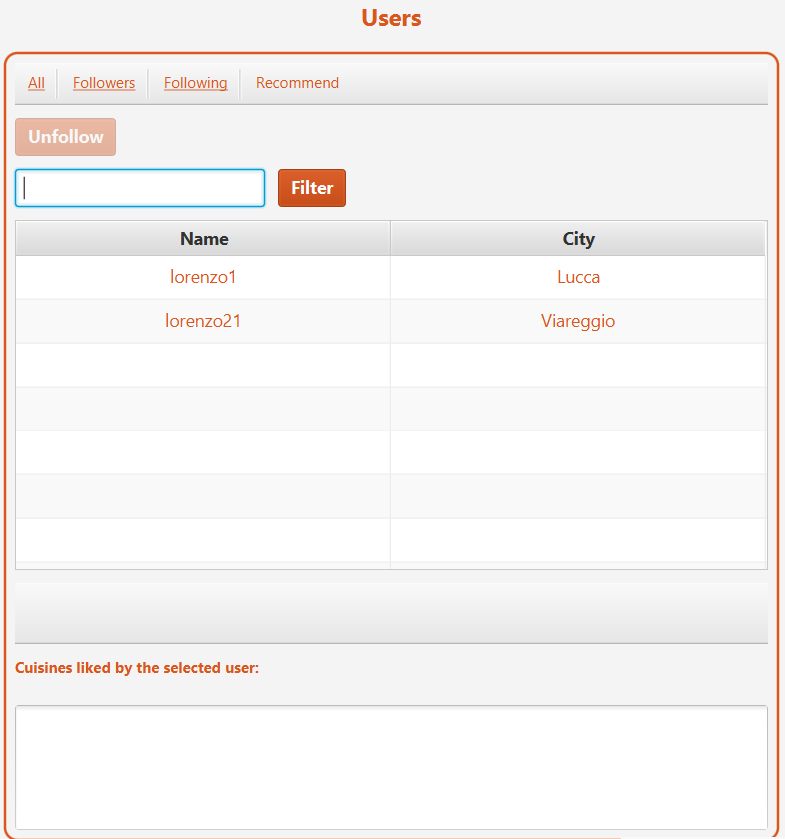 Users
All Followers Following Recommend
Unfollow
Filter
Name City
lorenzo1 Lucca
lorenzo21 Viareggio
Cuisines liked by the selected user: